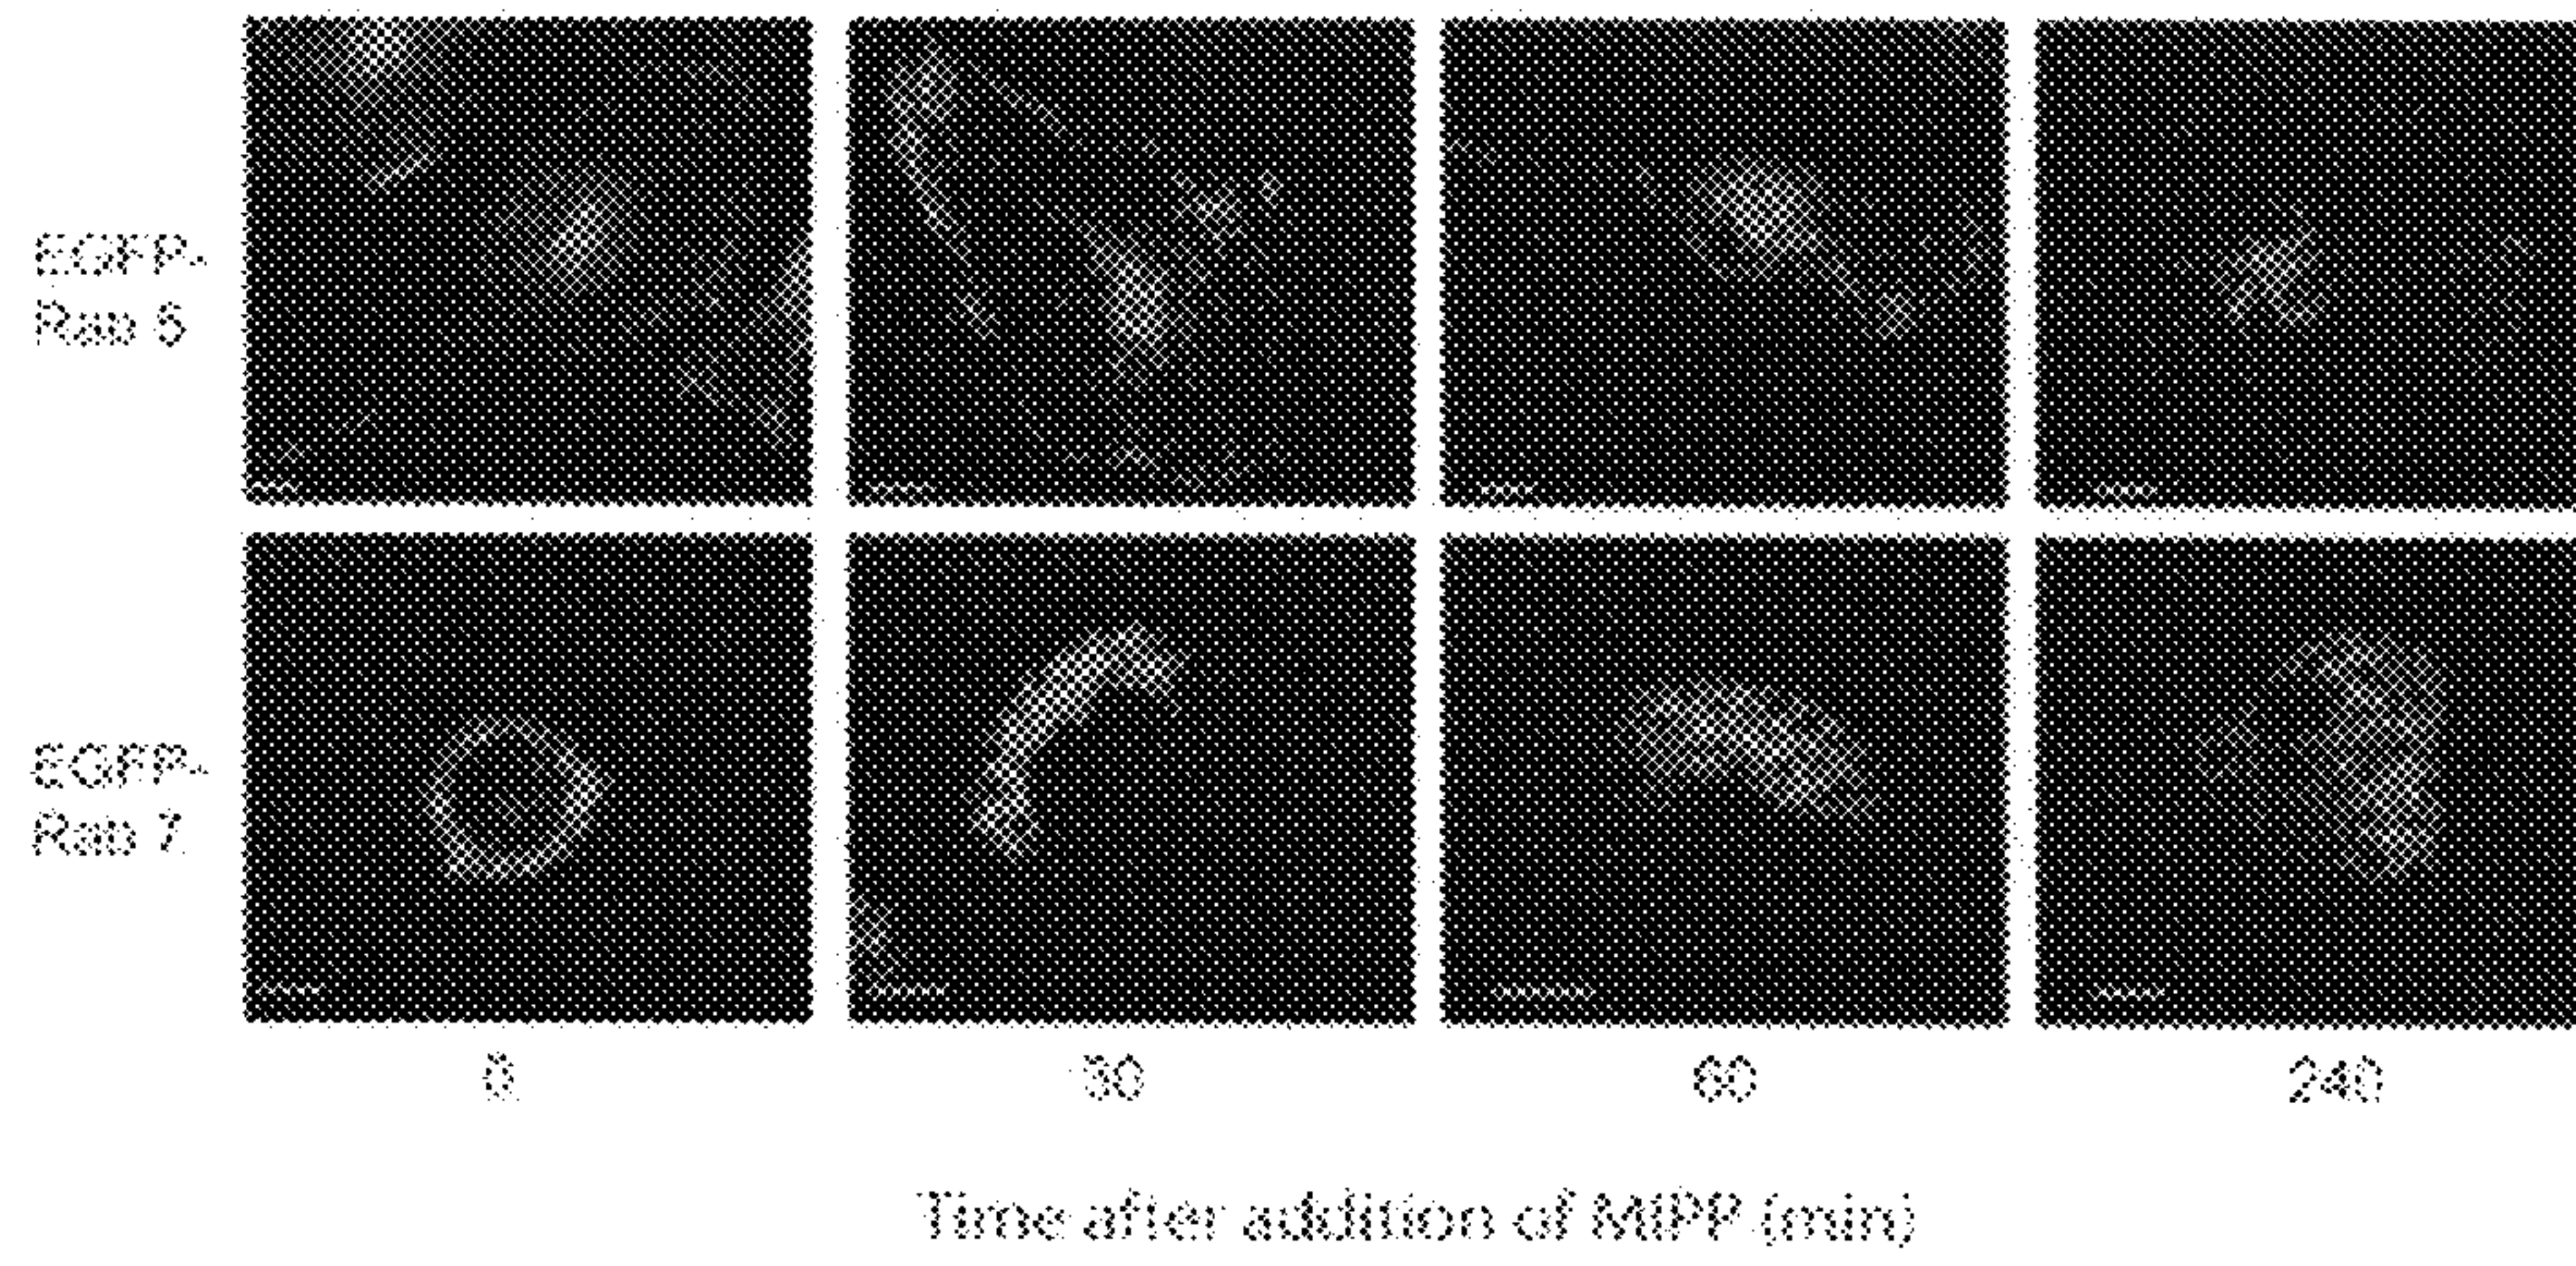 EGFP-
Rab 5
EGFP-
Rab 7
0 30 60 240
Time after addition of MIPP (min)